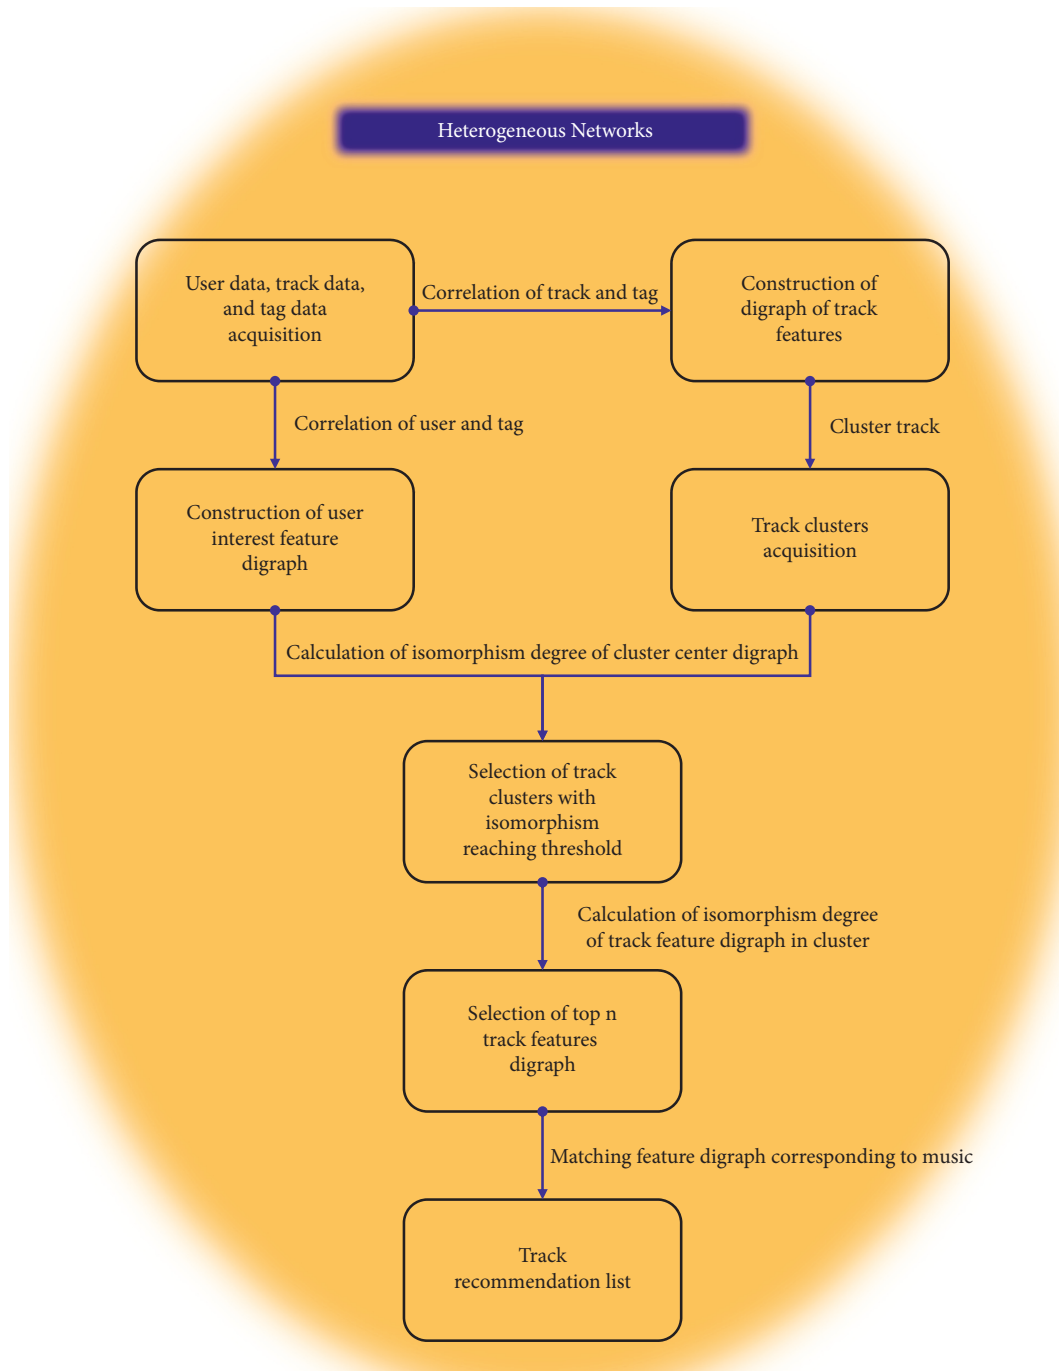 Heterogeneous Networks
User data, track data,
and tag data
acquisition
Correlation of track and tag
Construction of
digraph of track
features
Correlation of user and tag
Cluster track
Construction of user
interest feature
digraph
Track clusters
acquisition
Calculation of isomorphism degree of cluster center digraph
Selection of track
clusters with
isomorphism
reaching threshold
Calculation of isomorphism degree
of track feature digraph in cluster
Selection of top n
track features
digraph
Matching feature digraph corresponding to music
Track
recommendation list